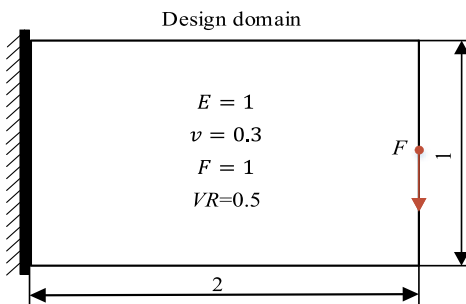 Design domain
E = 1
v = 0.3
F = 1
VR=0.5
F
1
2